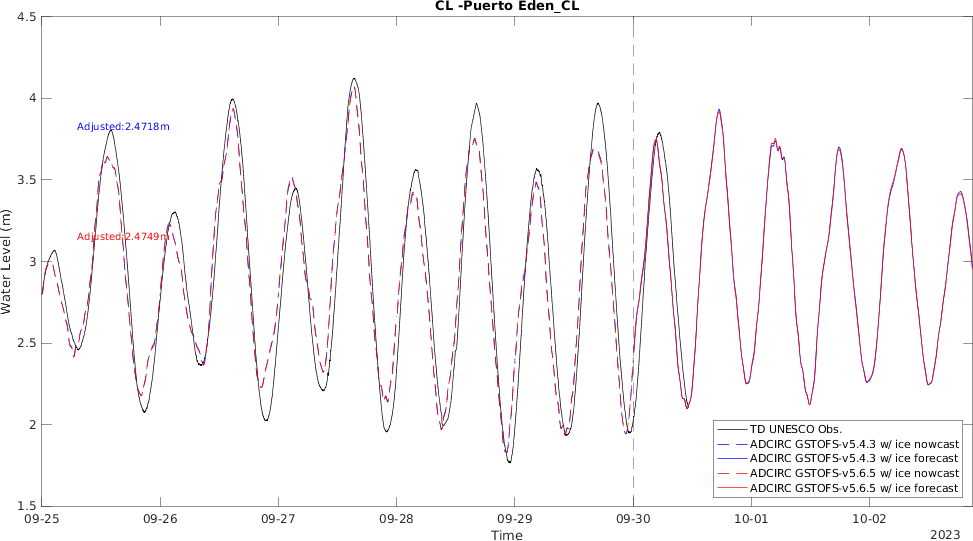 CL -Puerto Eden_CL
4.5
4
3.5
3
2.5
2
1.5
Water Level (m)
Adjusted:2.4718m
Adjusted:2.4749m
TD UNESCO Obs.
ADCIRC GSTOFS-v5.4.3 w/ ice nowcast
ADCIRC GSTOFS-v5.4.3 w/ ice forecast
ADCIRC GSTOFS-v5.6.5 w/ ice nowcast
ADCIRC GSTOFS-v5.6.5 w/ ice forecast
09-25 09-26 09-27 09-28 09-29 09-30 10-01 10-02
Time
2023